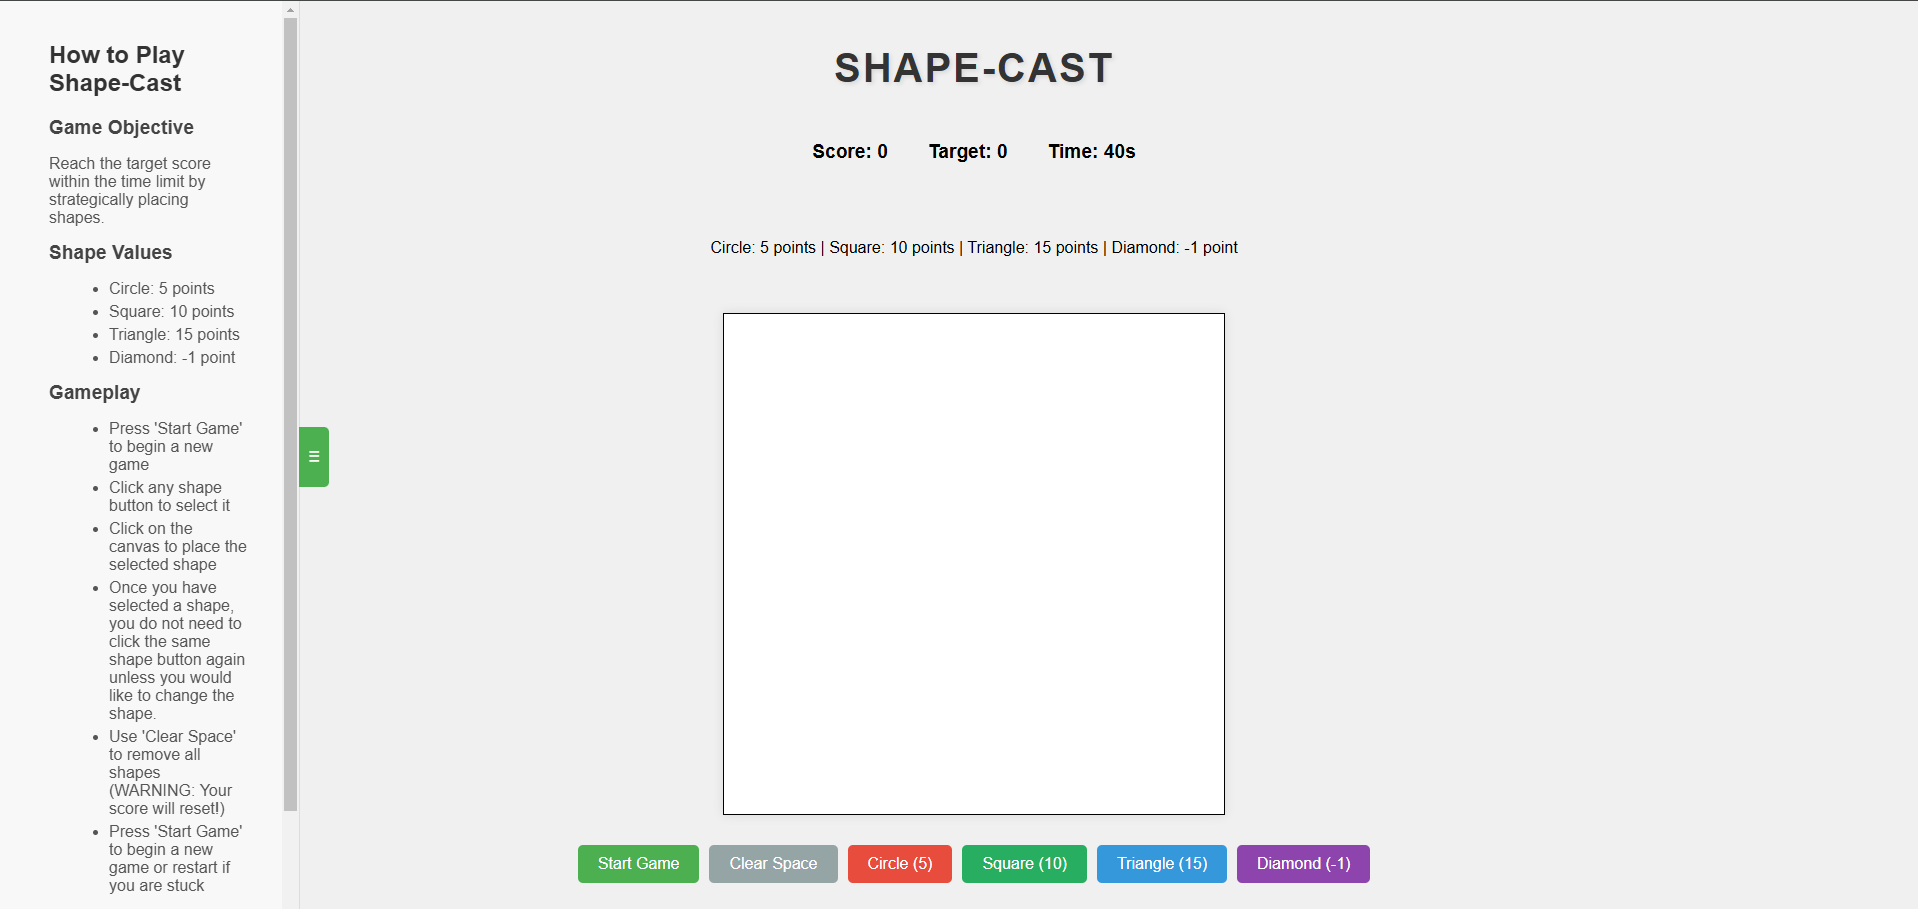 How to Play
Shape-Cast
Game Objective
Reach the target score
within the time limit by
strategically placing
shapes.
Shape Values
• Circle: 5 points
• Square: 10 points
• Triangle: 15 points
• Diamond: -1 point
Gameplay
• Press 'Start Game'
to begin a new
game
• Click any shape
button to select it
• Click on the
canvas to place the
selected shape
• Once you have
selected a shape,
you do not need to
click the same
shape button again
unless you would
like to change the
shape.
• Use 'Clear Space'
to remove all
shapes
(WARNING: Your
score will reset!)
• Press 'Start Game'
to begin a new
game or restart if
you are stuck
SHAPE-CAST
Score: 0 Target: 0 Time: 40s
Circle: 5 points | Square: 10 points | Triangle: 15 points | Diamond: -1 point
Start Game Clear Space Circle (5) Square (10) Triangle (15) Diamond (-1)